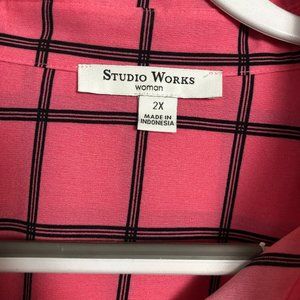 STUDIO WORKS
woman
2X
MADE IN
INDONESIA